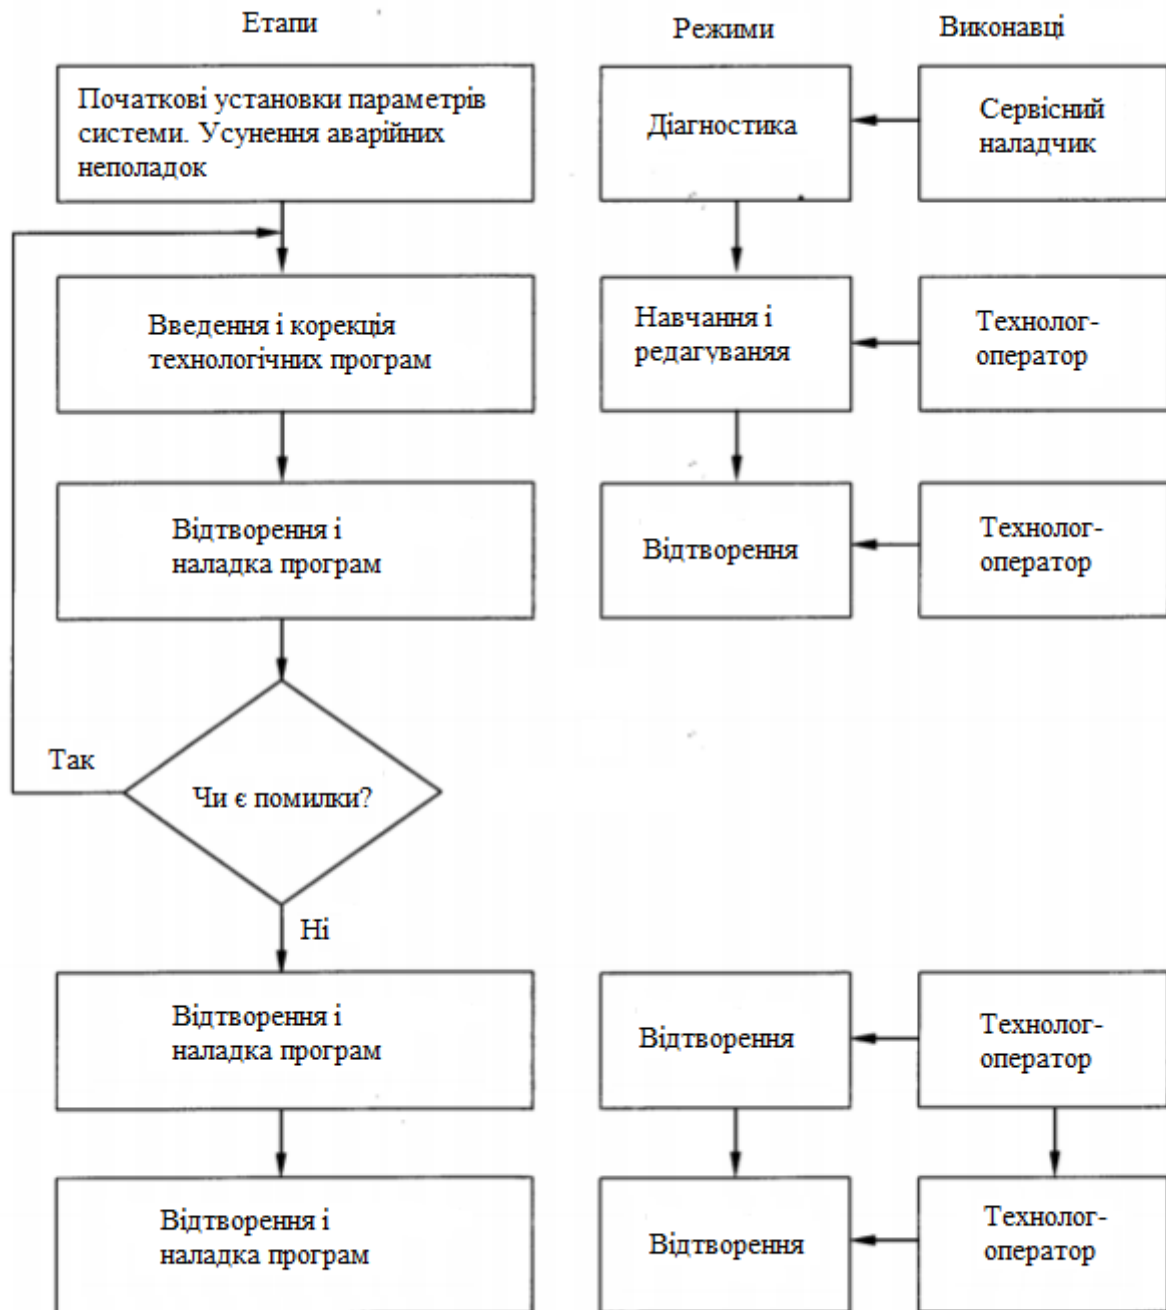 Етапи
Режими
Виконавці
Початкові установки параметрів
системи. Усунення аварійних
неполадок
Діагностика
Сервісний
наладчик
Введення і корекція
технологічних програм
Навчання і
редагуваняя
Технолог-
оператор
Відтворення і
наладка програм
Відтворення
Технолог-
оператор
Так
Чи є помилки?
Ні
Відтворення і
наладка програм
Відтворення
Технолог-
оператор
Відтворення і
наладка програм
Відтворення
Технолог-
оператор